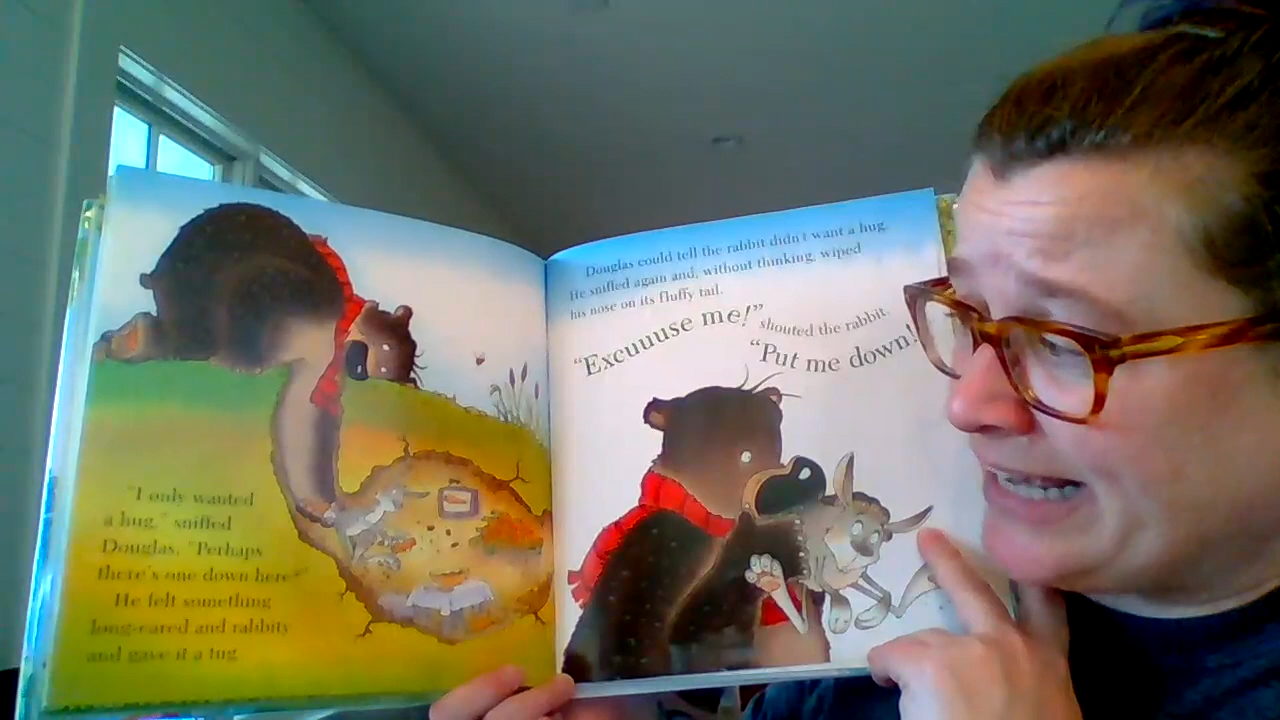 "I only wanted
a hug," sniffed
Douglas. "Perhaps
there's one down here?"
He felt something
long-eared and rabbity
and gave it a tug.
Douglas could tell the rabbit didn't want a hug.
He sniffed again and, without thinking, wiped
his nose on its fluffy tail.
"Excuuuse me!" shouted the rabbit.
"Put me down!